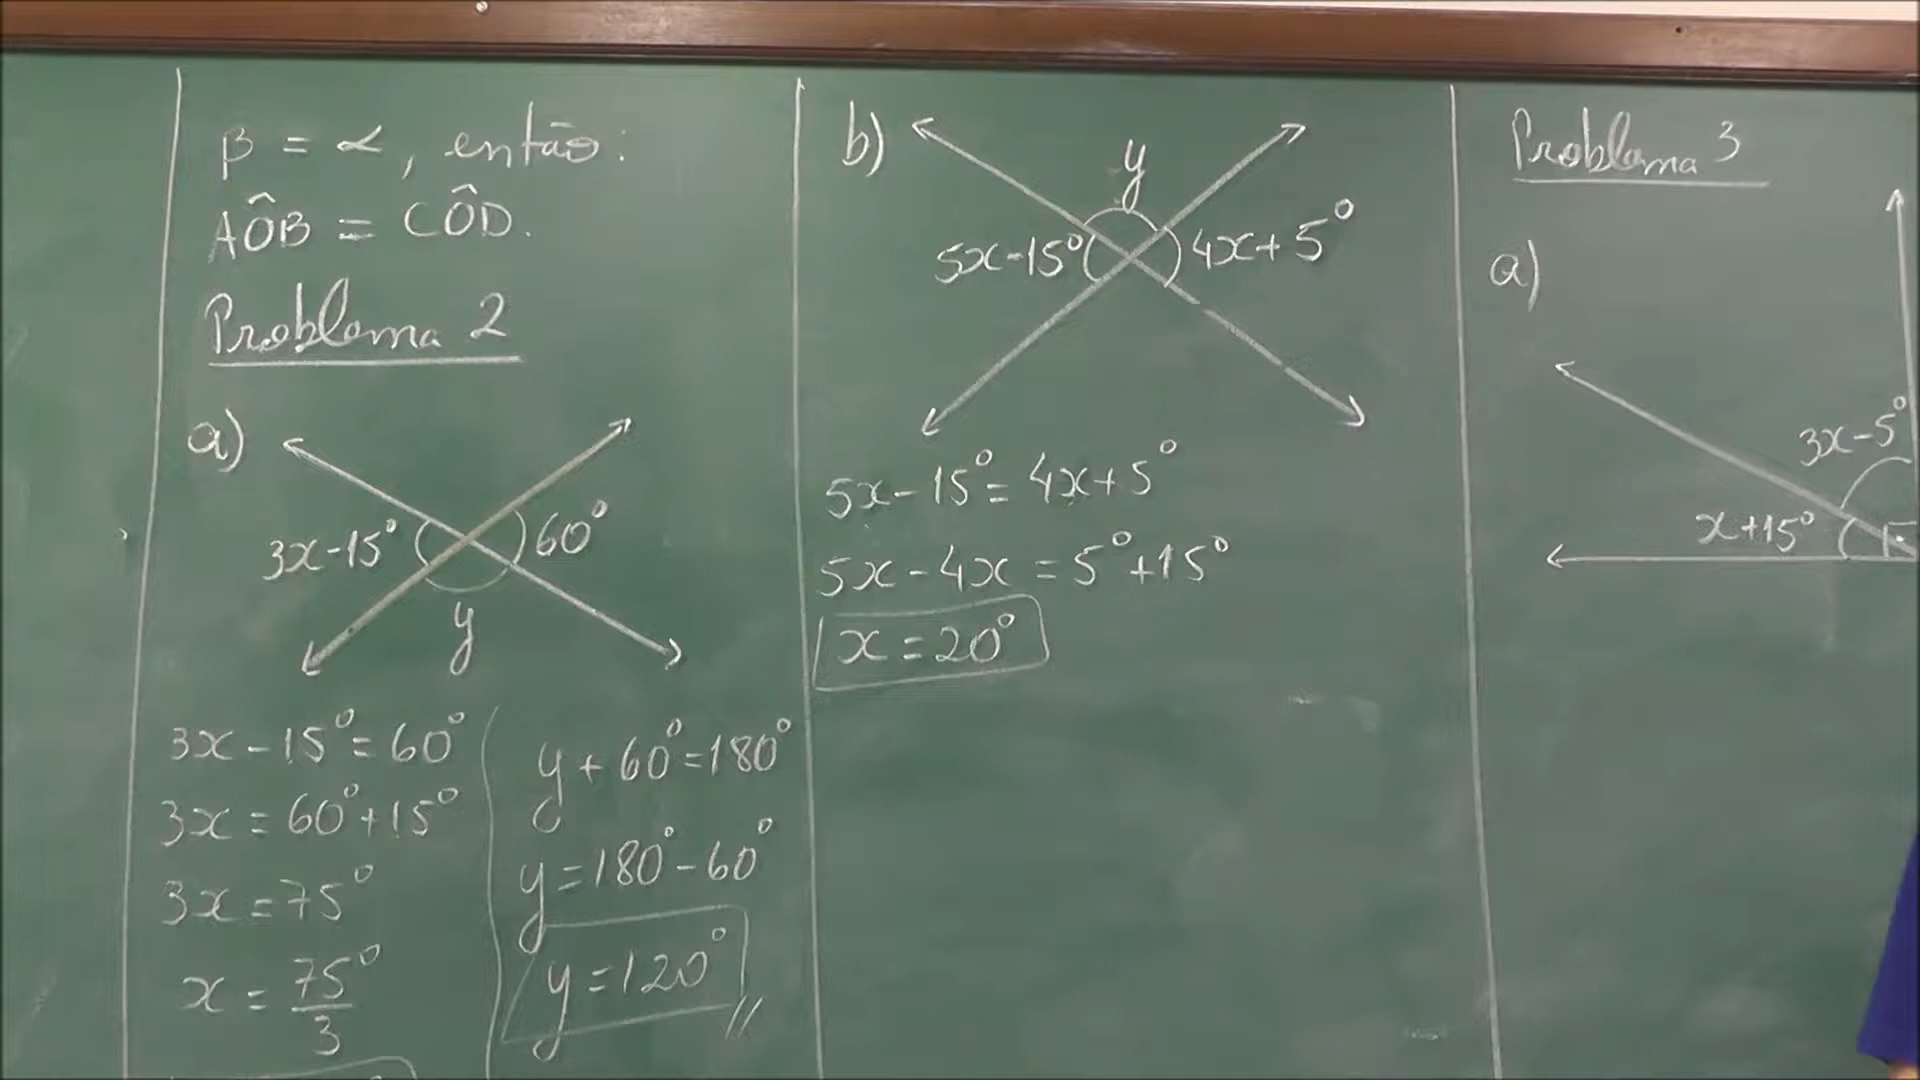 β = α, então:
AÔB = CÔD.
Problema 2
a)
3x-15°
60°
y
3x-15°=60°
3x=60°+15°
3x=75°
x=75°/3
y+60°=180°
y=180°-60°
y=120°
b)
y
5x-15°
4x+5°
5x-15°=4x+5°
5x-4x=5°+15°
x=20°
Problema 3
a)
3x-5°
x+15°